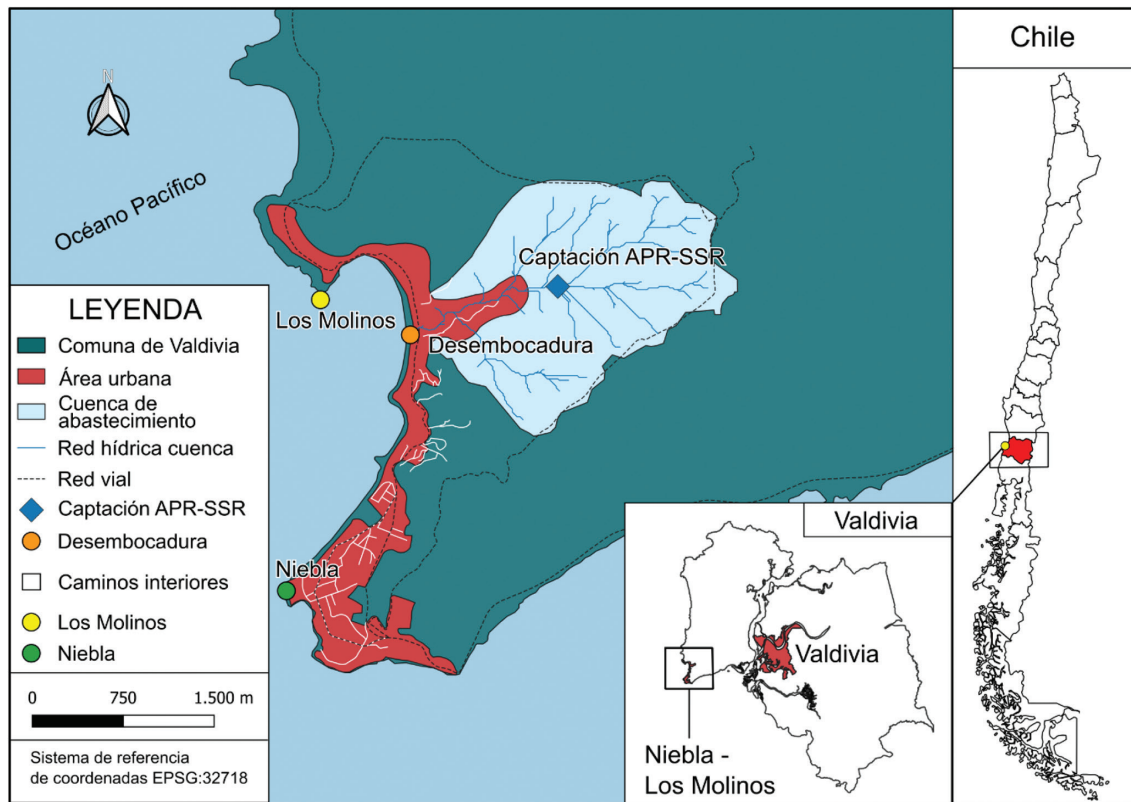 N
Océano Pacífico
Captación APR-SSR
Los Molinos
Desembocadura
Niebla
LEYENDA
Comuna de Valdivia
Área urbana
Cuenca de
abastecimiento
Red hídrica cuenca
Red vial
Captación APR-SSR
Desembocadura
Caminos interiores
Los Molinos
Niebla
0 750 1.500 m
Sistema de referencia
de coordenadas EPSG:32718
Valdivia
Valdivia
Niebla -
Los Molinos
Chile